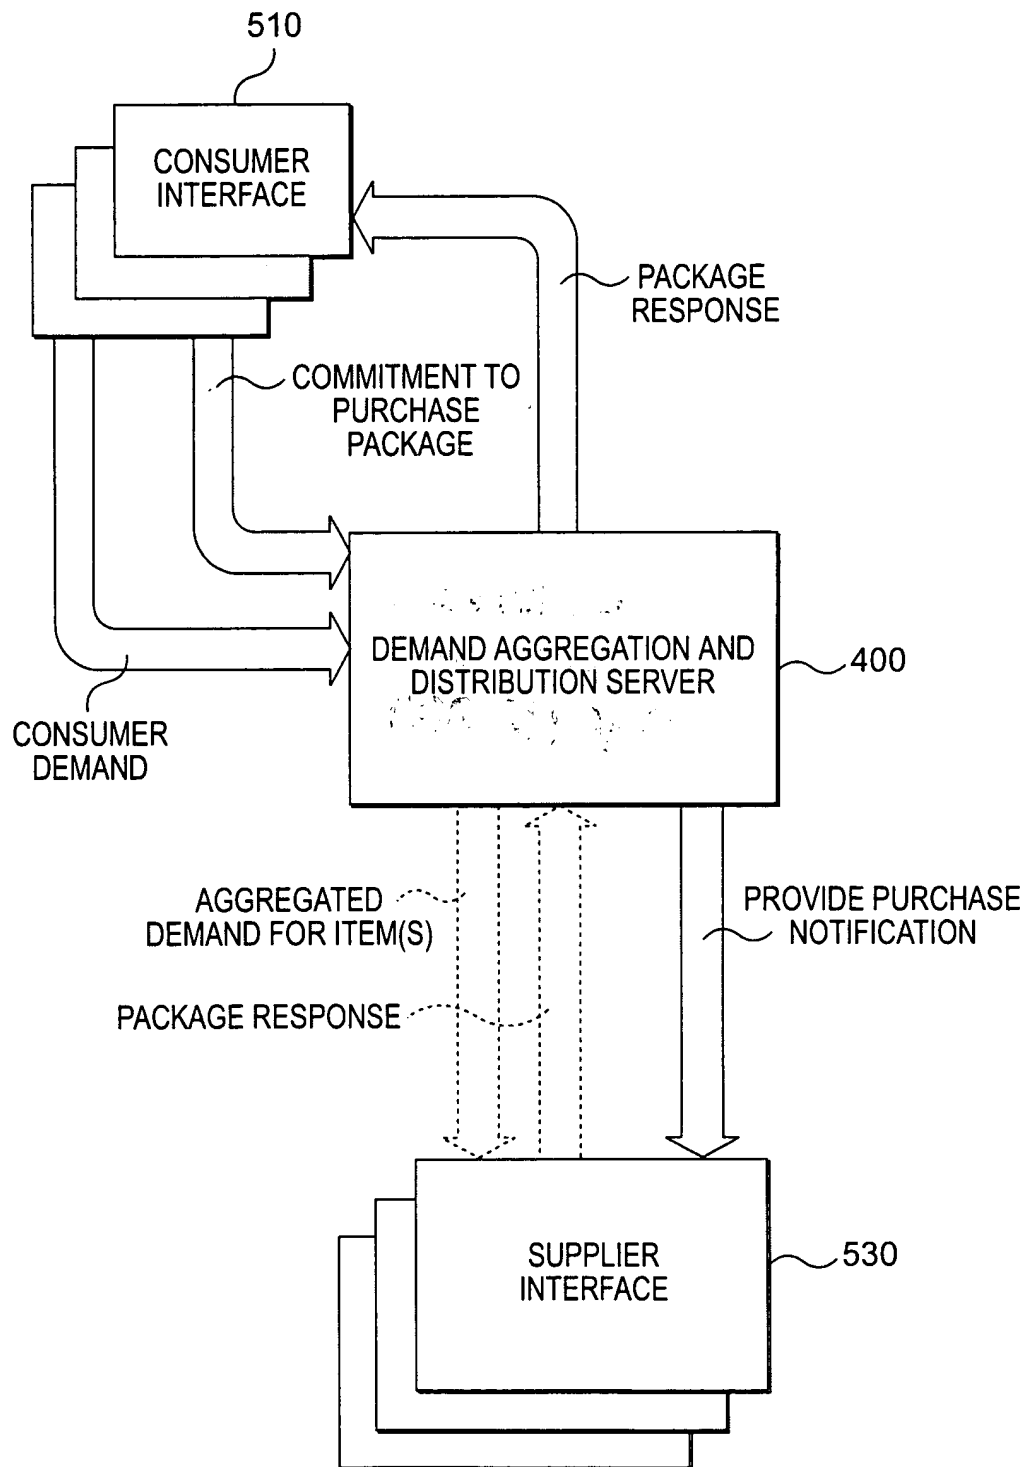 510
CONSUMER
INTERFACE
PACKAGE
RESPONSE
COMMITMENT TO
PURCHASE
PACKAGE
DEMAND AGGREGATION AND
DISTRIBUTION SERVER
400
CONSUMER
DEMAND
AGGREGATED
DEMAND FOR ITEM(S)
PROVIDE PURCHASE
NOTIFICATION
PACKAGE RESPONSE
SUPPLIER
INTERFACE
530